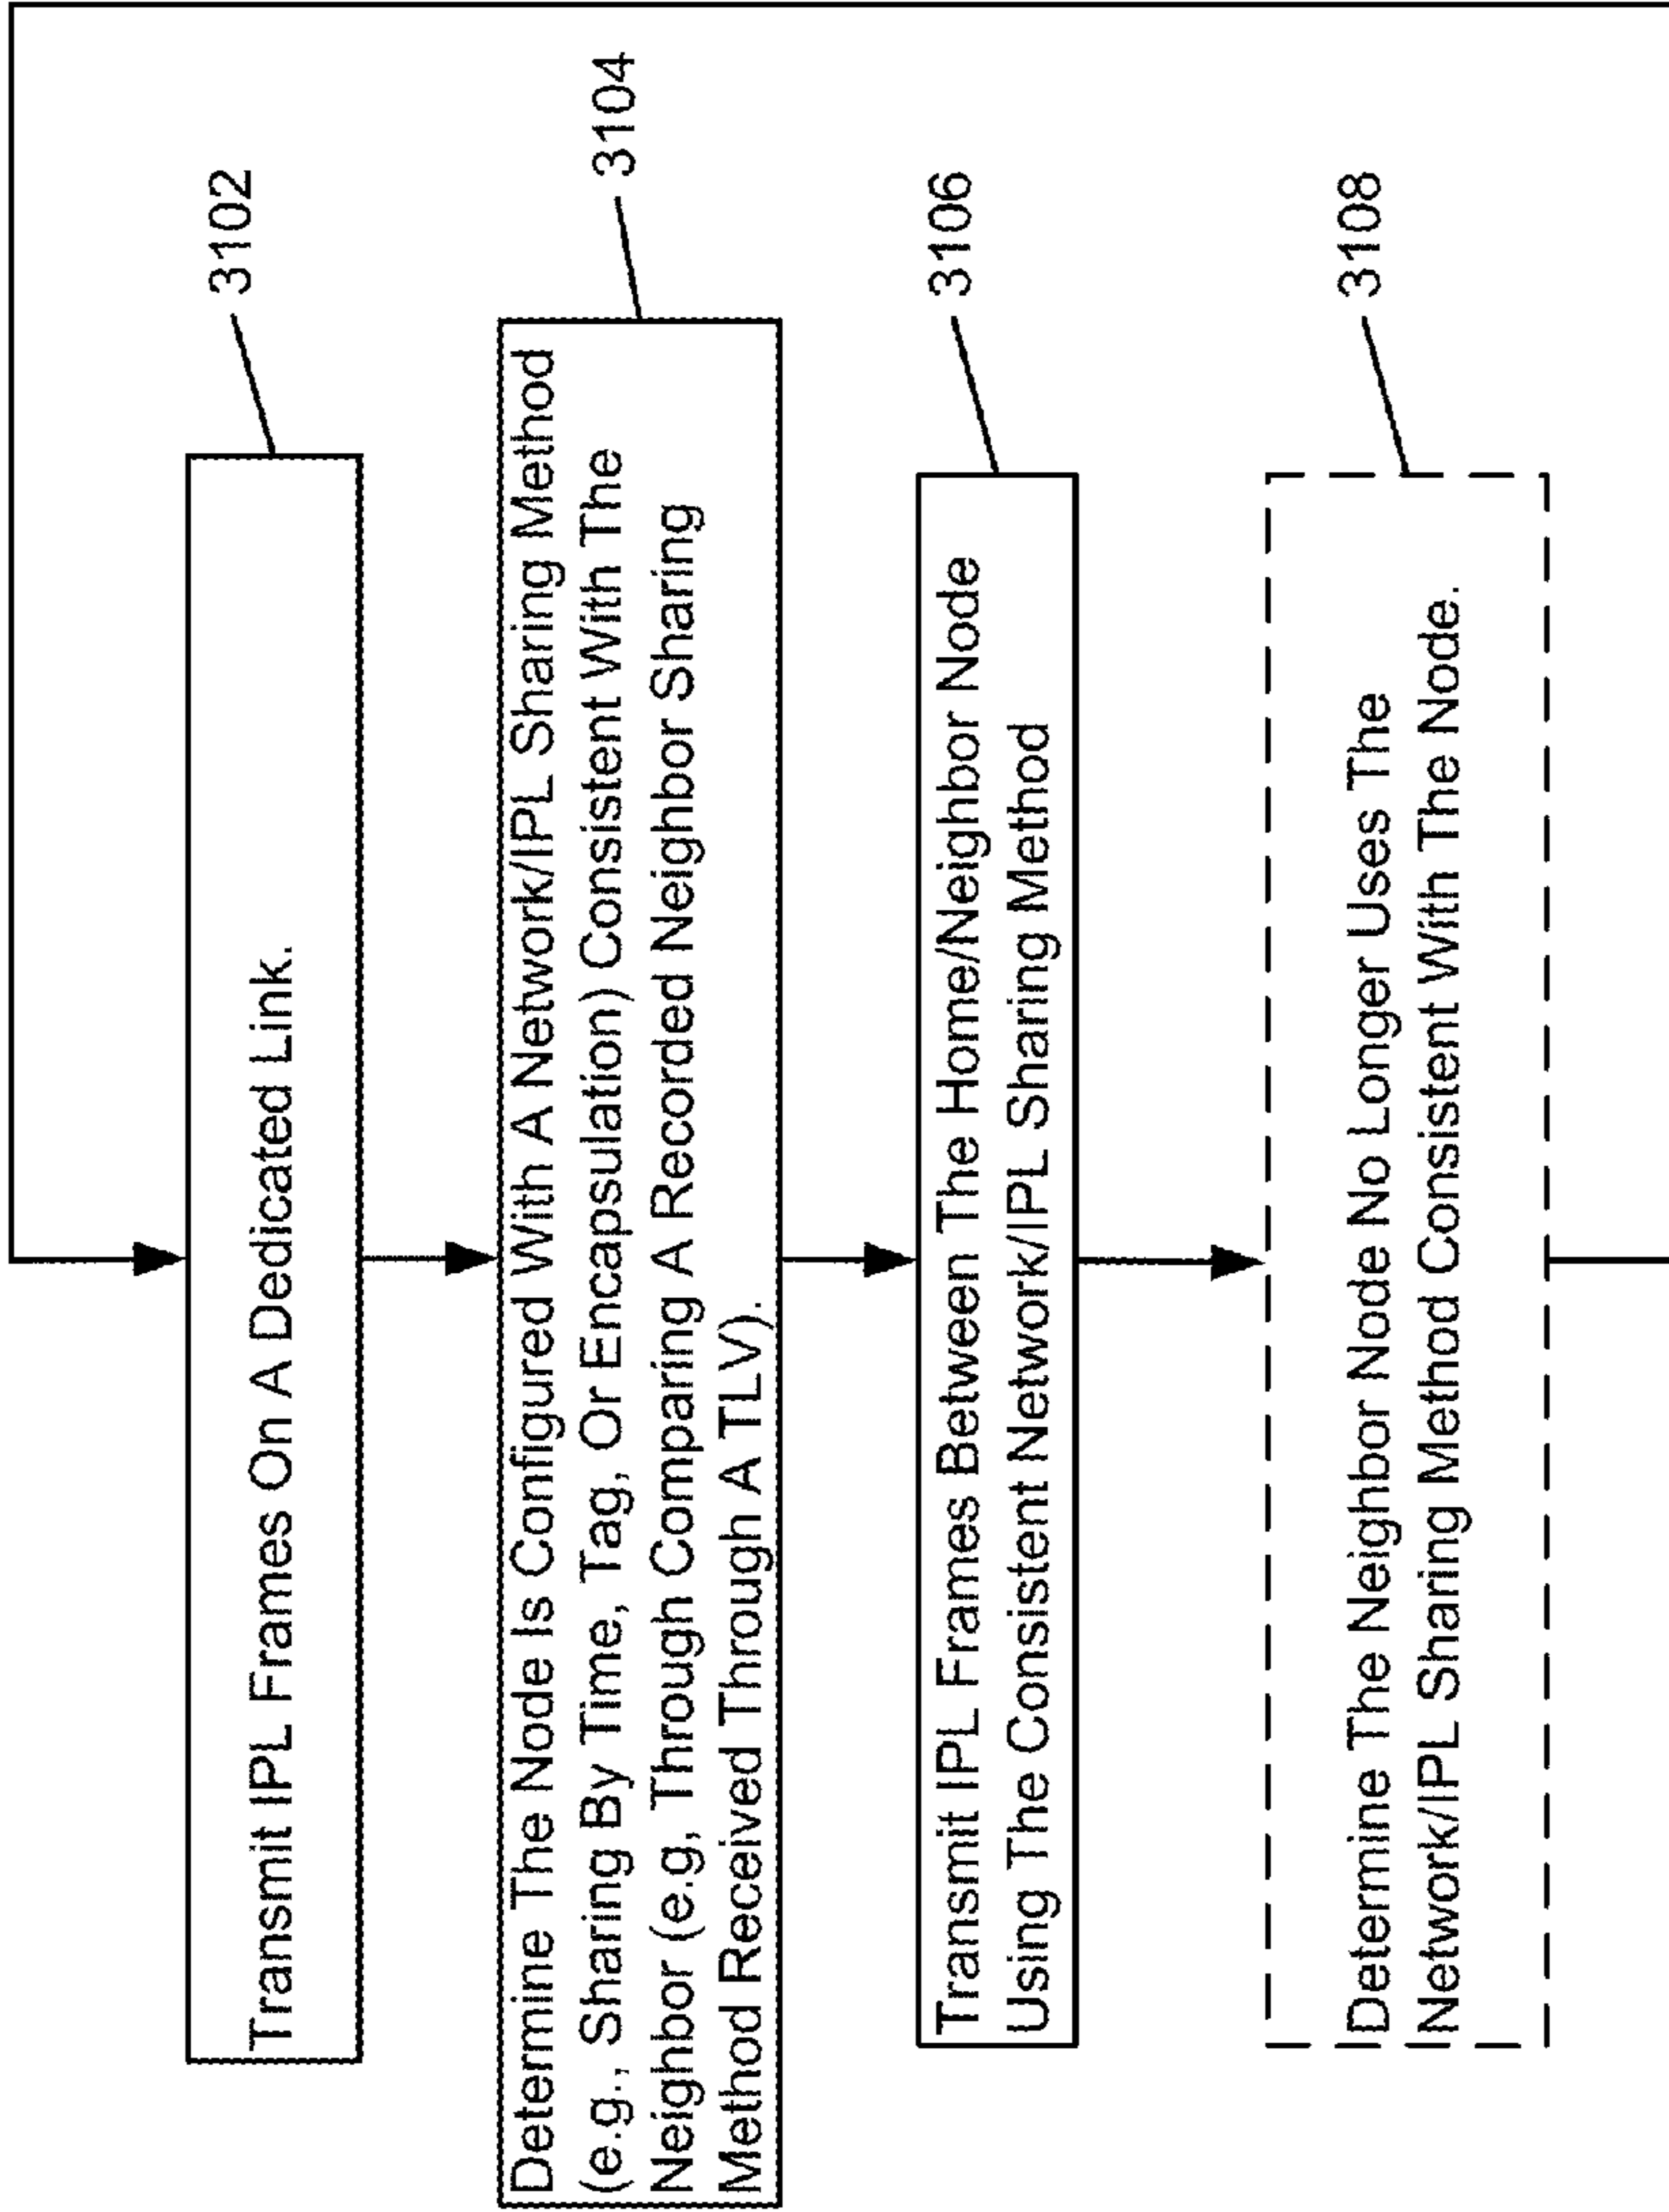 Transmit IPL Frames On A Dedicated Link.
3102
Determine The Node Is Configured With A Network/IPL Sharing Method
(e.g., Sharing By Time, Tag, Or Encapsulation) Consistent With The
Neighbor (e.g, Through Comparing A Recorded Neighbor Sharing
Method Received Through A TLV).
3104
Transmit IPL Frames Between The Home/Neighbor Node
Using The Consistent Network/IPL Sharing Method
3106
Determine The Neighbor Node No Longer Uses The
Network/IPL Sharing Method Consistent With The Node.
3108